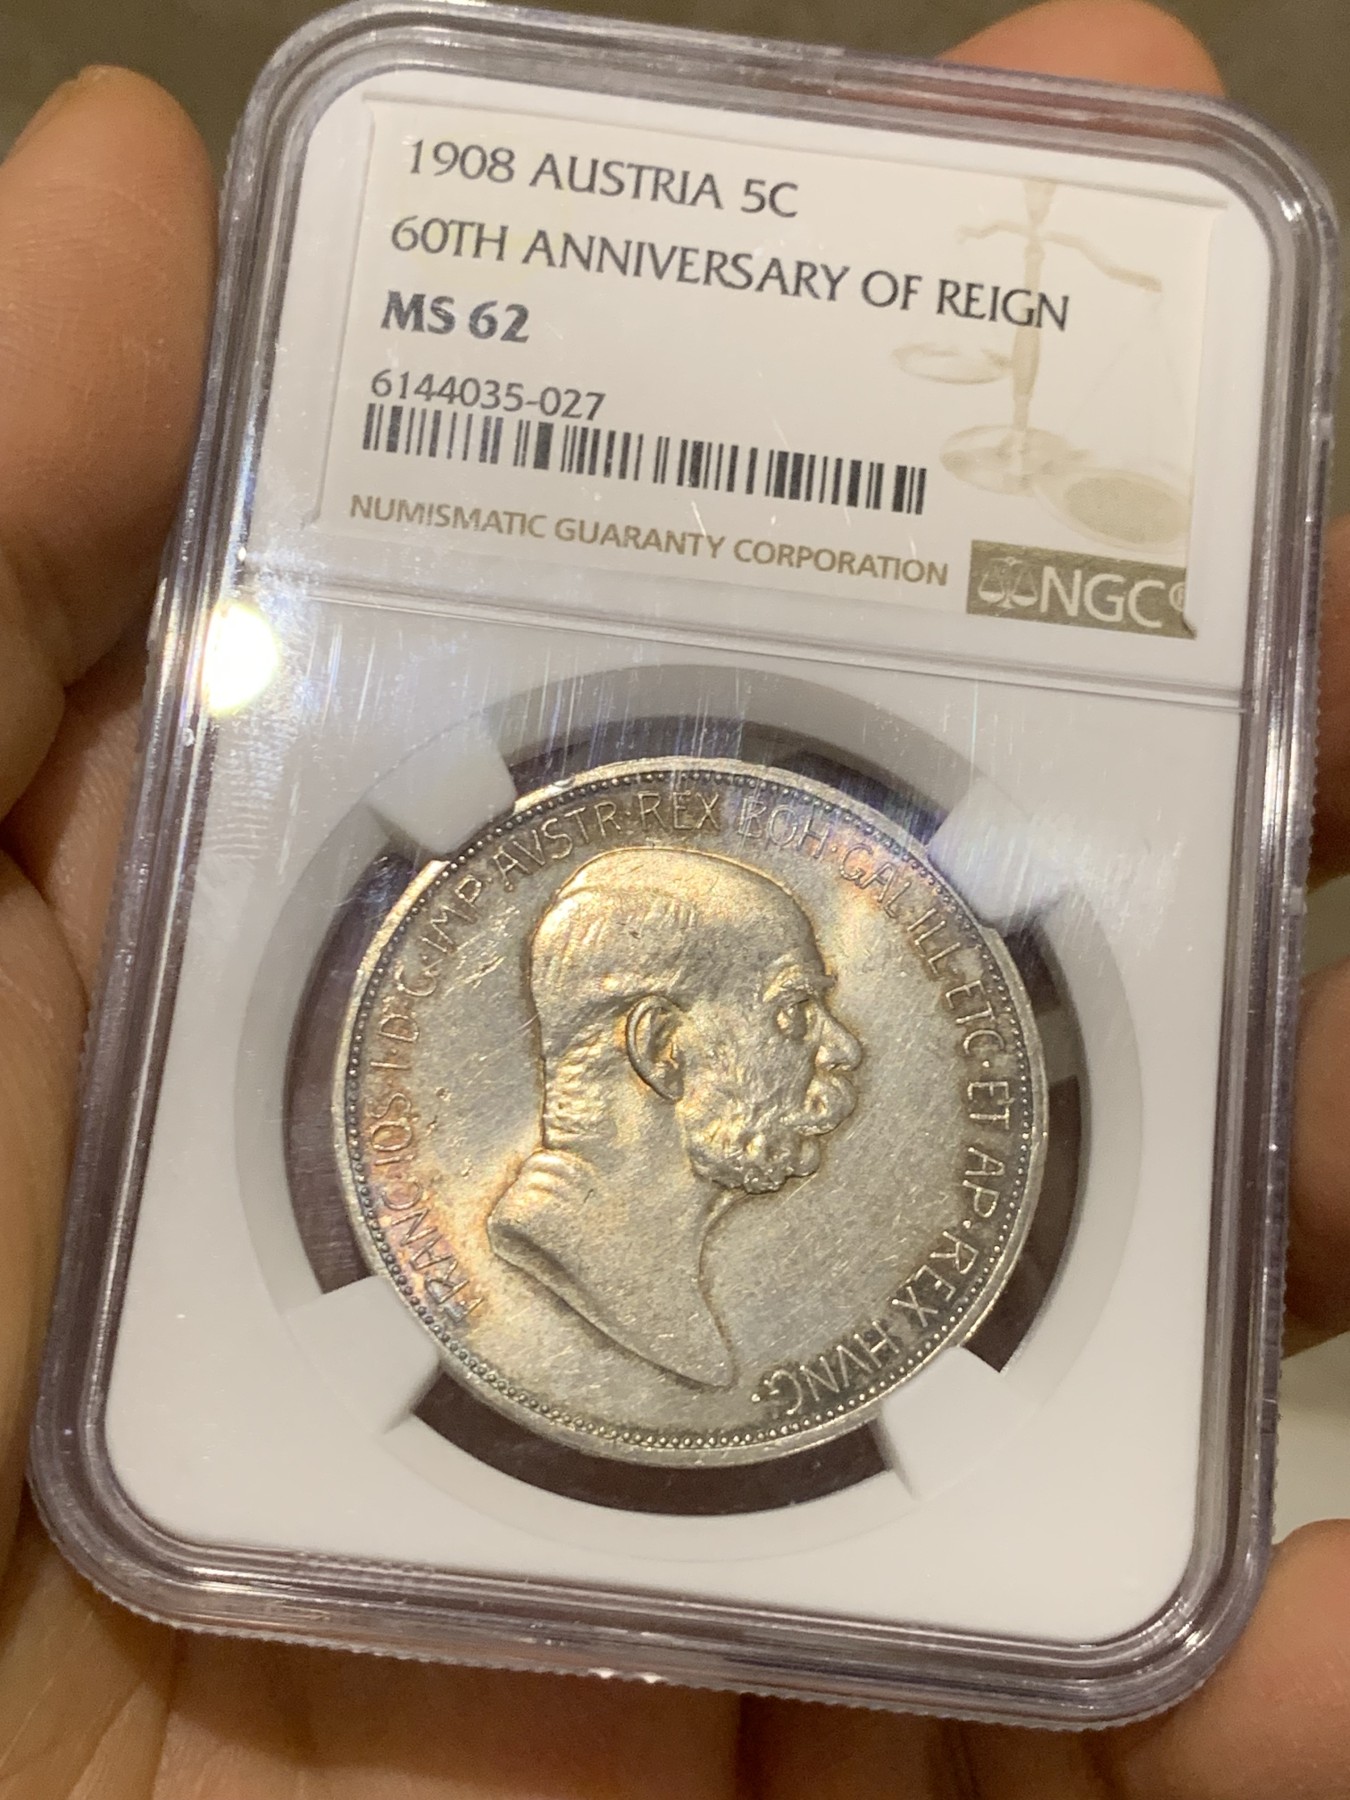 1908 AUSTRIA 5C
60TH ANNIVERSARY OF REIGN
MS 62
6144035-027
NUMISMATIC GUARANTY CORPORATION
NGC®
FRANC·IOS·I·D·G·IMP·AVSTR·REX BOH·GAL·ILL·ETC·ET AP·REX HVNG·